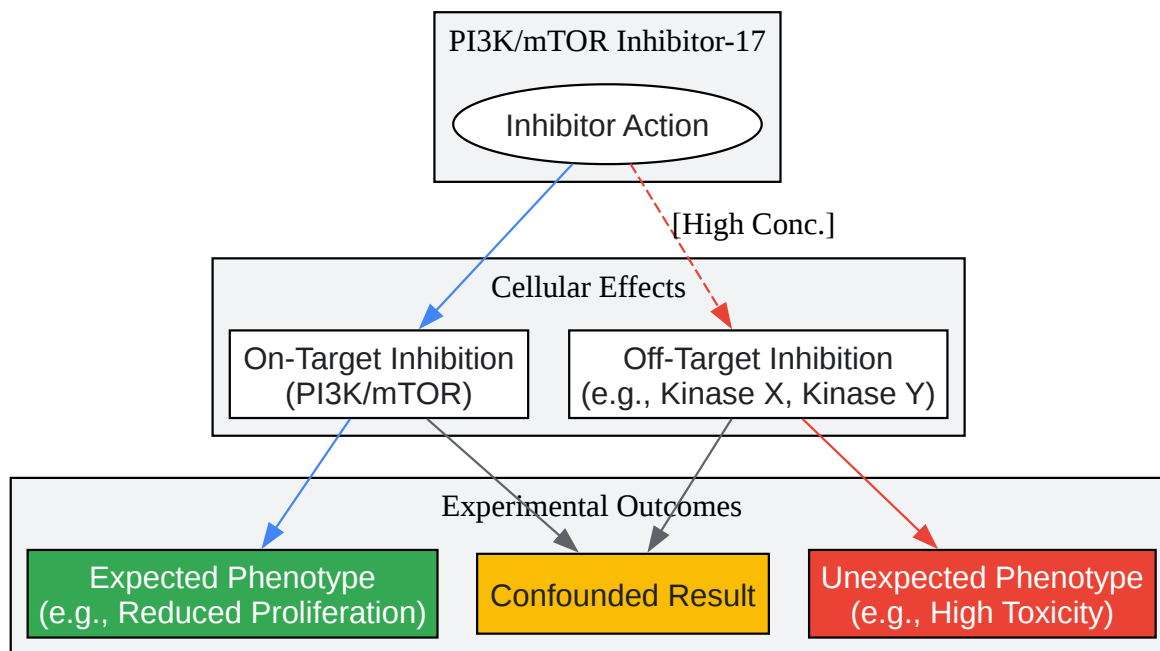 PI3K/mTOR Inhibitor-17
Inhibitor Action
[High Conc.]
Cellular Effects
On-Target Inhibition
(PI3K/mTOR)
Off-Target Inhibition
(e.g., Kinase X, Kinase Y)
Experimental Outcomes
Expected Phenotype
(e.g., Reduced Proliferation)
Confounded Result
Unexpected Phenotype
(e.g., High Toxicity)